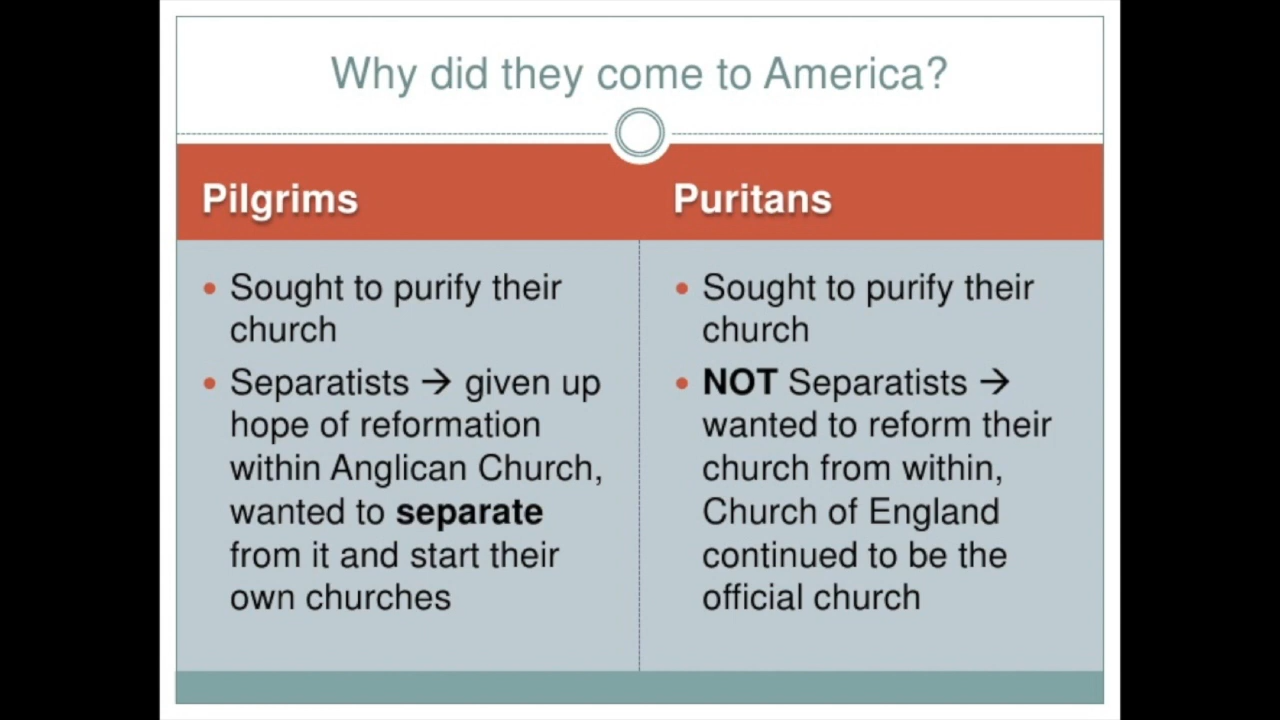 Why did they come to America?
Pilgrims
• Sought to purify their
church
• Separatists → given up
hope of reformation
within Anglican Church,
wanted to separate
from it and start their
own churches
Puritans
• Sought to purify their
church
• NOT Separatists →
wanted to reform their
church from within,
Church of England
continued to be the
official church